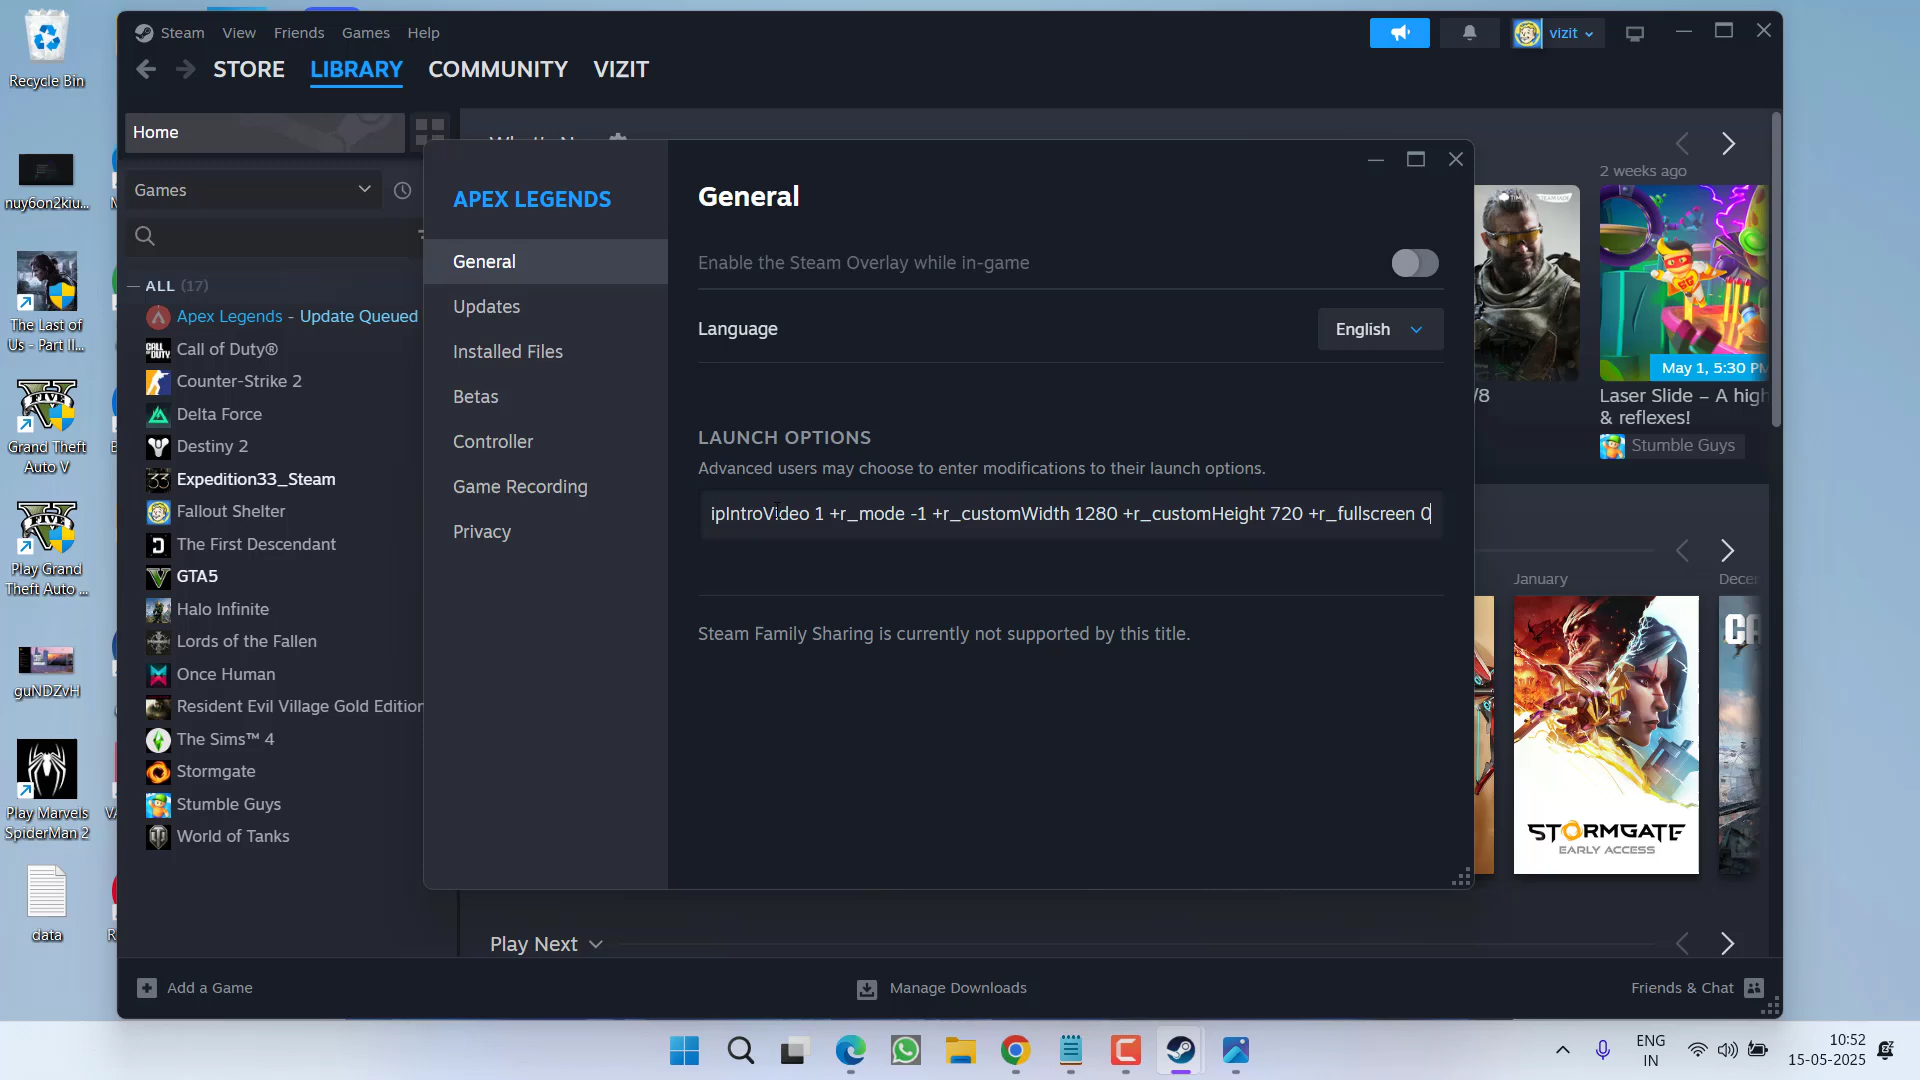 Recycle Bin
nuy6on2kiu...
The Last of
Us - Part II...
Grand Theft
Auto V
Play Grand
Theft Auto ...
guNDZvH
Play Marvels
SpiderMan 2
data
Steam View Friends Games Help
vizit
STORE LIBRARY COMMUNITY VIZIT
Home
Games
ALL (17)
Apex Legends - Update Queued
Call of Duty®
Counter-Strike 2
Delta Force
Destiny 2
Expedition33_Steam
Fallout Shelter
The First Descendant
GTA5
Halo Infinite
Lords of the Fallen
Once Human
Resident Evil Village Gold Edition
The Sims™ 4
Stormgate
Stumble Guys
World of Tanks
APEX LEGENDS
General
Updates
Installed Files
Betas
Controller
Game Recording
Privacy
General
Enable the Steam Overlay while in-game
Language English
LAUNCH OPTIONS
Advanced users may choose to enter modifications to their launch options.
ipIntroVideo 1 +r_mode -1 +r_customWidth 1280 +r_customHeight 720 +r_fullscreen 0
Steam Family Sharing is currently not supported by this title.
2 weeks ago
May 1, 5:30 PM
Laser Slide – A high
& reflexes!
Stumble Guys
/8
January
STORMGATE
EARLY ACCESS
Play Next
Add a Game
Manage Downloads
Friends & Chat
ENG
IN
10:52
15-05-2025